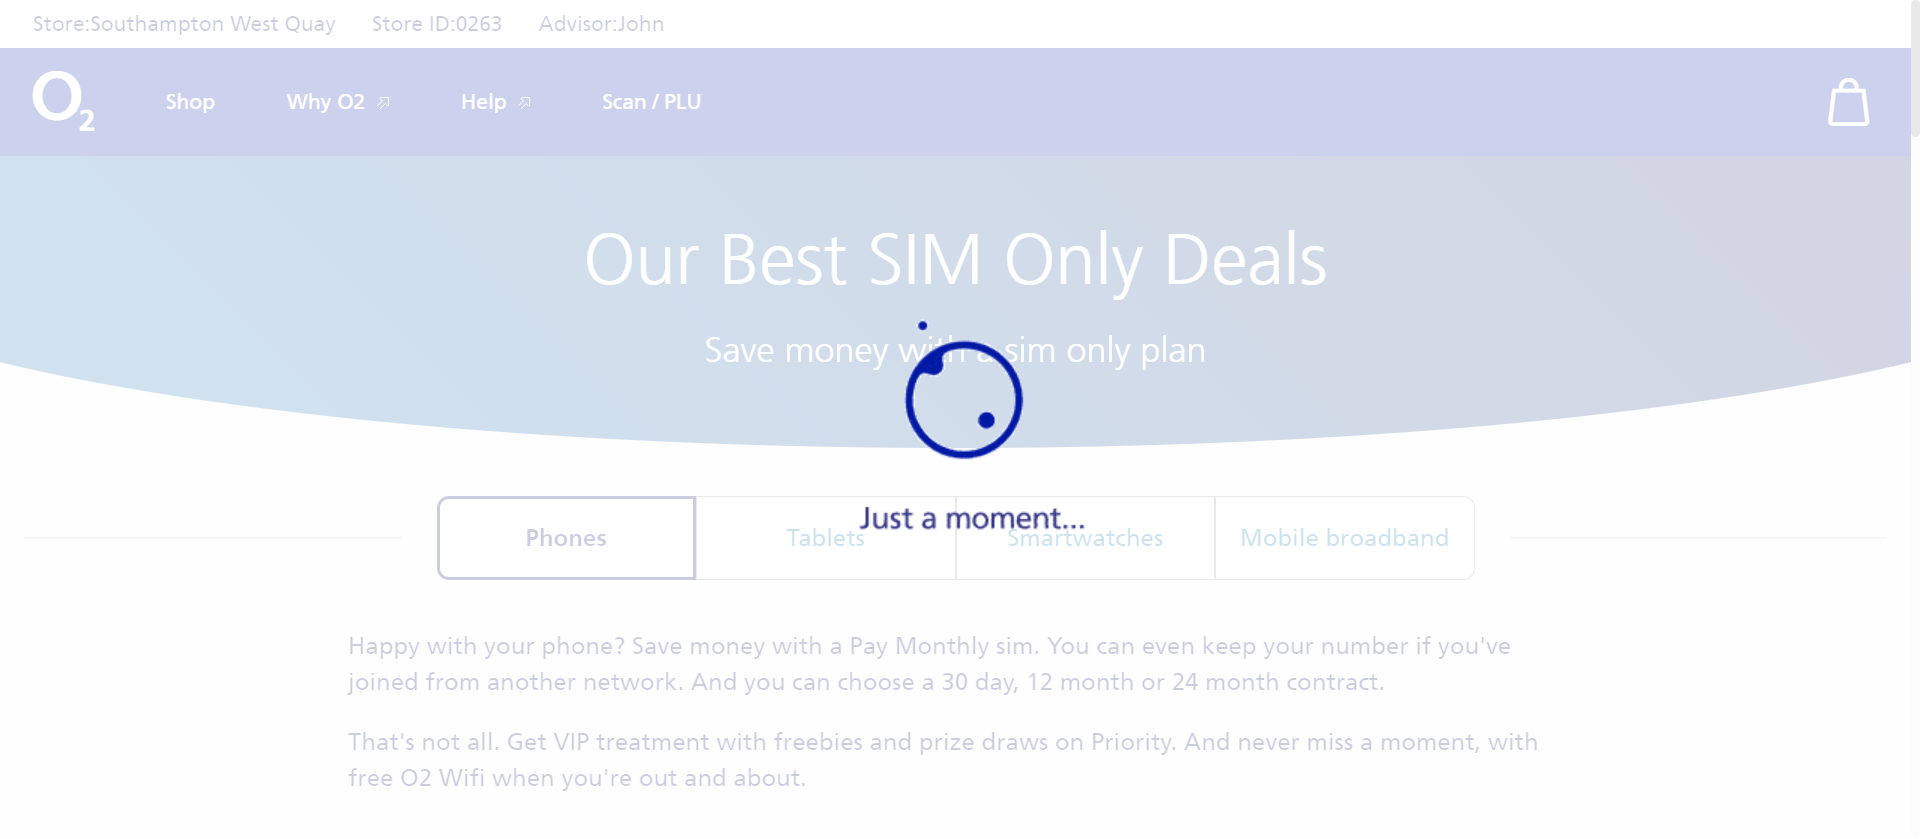 Store:Southampton West Quay Store ID:0263 Advisor:John
O2 Shop Why O2 Help Scan / PLU
Our Best SIM Only Deals
Save money with a sim only plan
Just a moment...
Phones Tablets Smartwatches Mobile broadband
Happy with your phone? Save money with a Pay Monthly sim. You can even keep your number if you've
joined from another network. And you can choose a 30 day, 12 month or 24 month contract.
That's not all. Get VIP treatment with freebies and prize draws on Priority. And never miss a moment, with
free O2 Wifi when you're out and about.